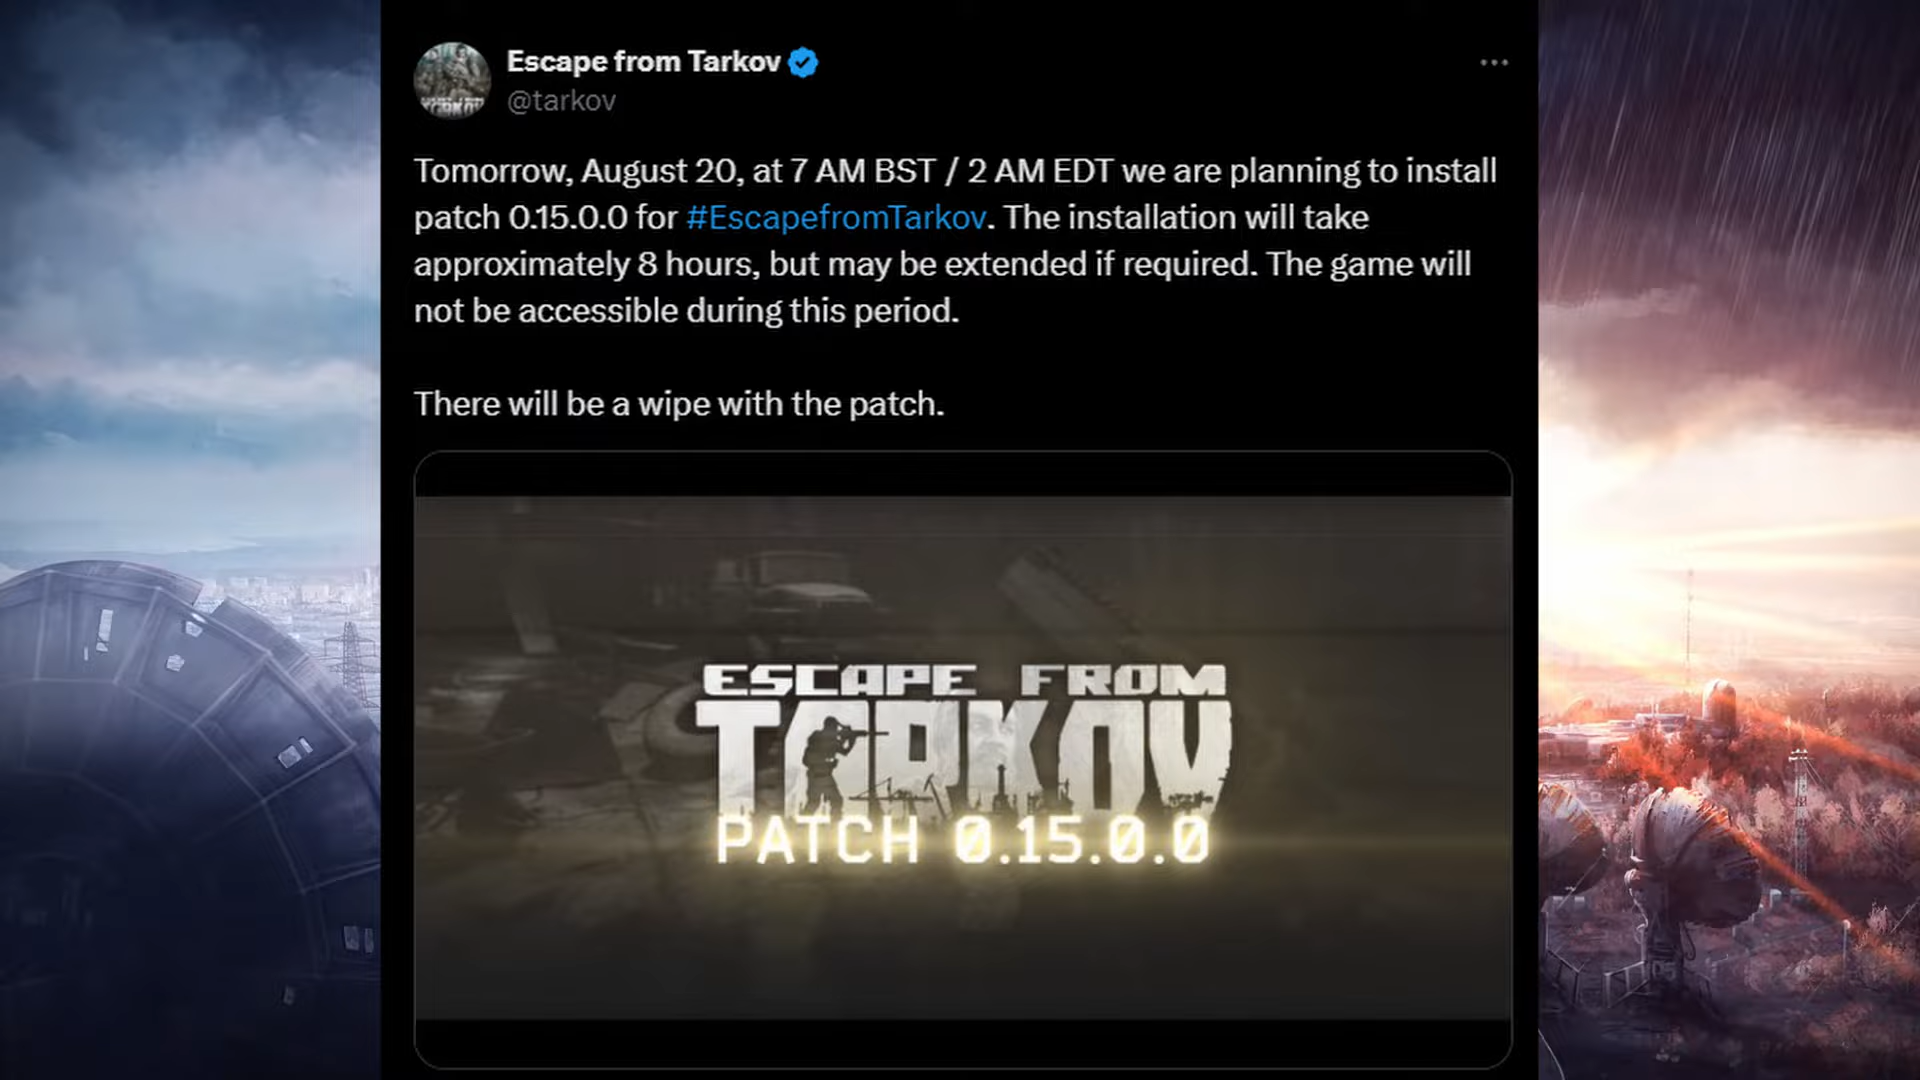 Escape from Tarkov
@tarkov
Tomorrow, August 20, at 7 AM BST / 2 AM EDT we are planning to install
patch 0.15.0.0 for #EscapefromTarkov. The installation will take
approximately 8 hours, but may be extended if required. The game will
not be accessible during this period.
There will be a wipe with the patch.
ESCAPE FROM
TARKOV
PATCH 0.15.0.0